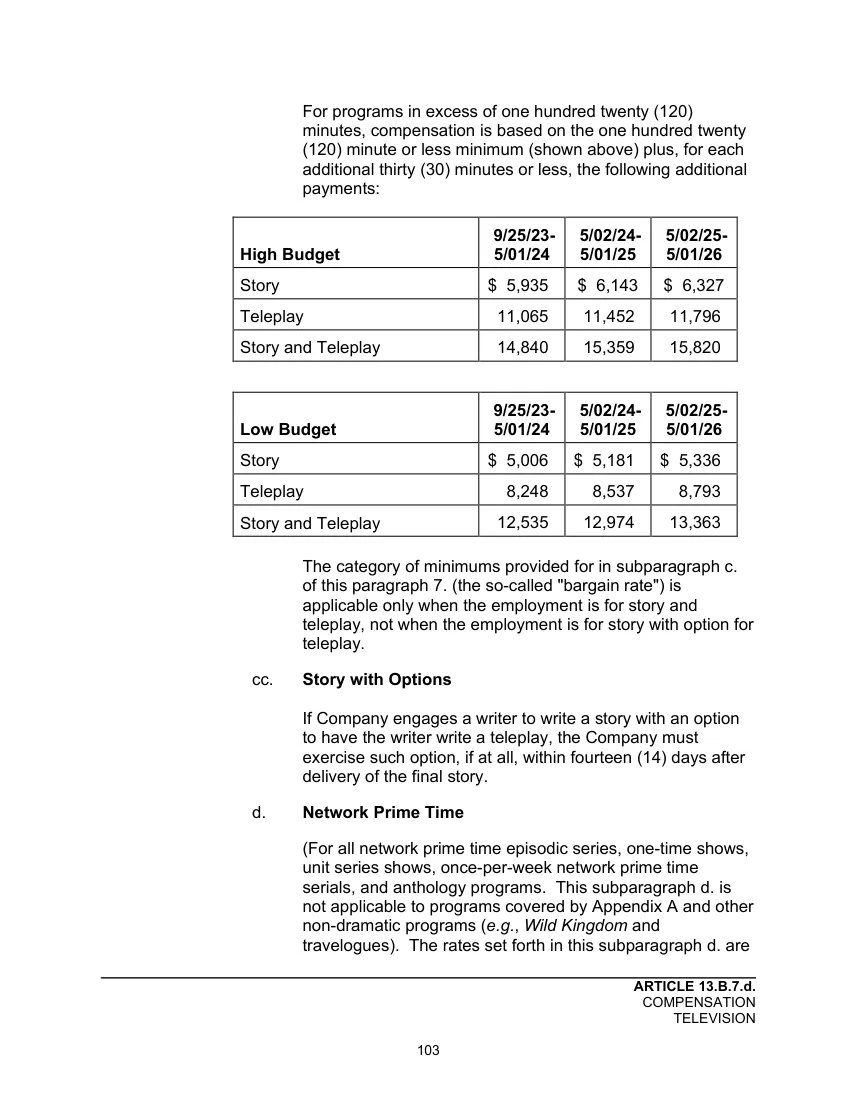 For programs in excess of one hundred twenty (120)
minutes, compensation is based on the one hundred twenty
(120) minute or less minimum (shown above) plus, for each
additional thirty (30) minutes or less, the following additional
payments:
High Budget 9/25/23-5/01/24 5/02/24-5/01/25 5/02/25-5/01/26
Story $ 5,935 $ 6,143 $ 6,327
Teleplay 11,065 11,452 11,796
Story and Teleplay 14,840 15,359 15,820
Low Budget 9/25/23-5/01/24 5/02/24-5/01/25 5/02/25-5/01/26
Story $ 5,006 $ 5,181 $ 5,336
Teleplay 8,248 8,537 8,793
Story and Teleplay 12,535 12,974 13,363
The category of minimums provided for in subparagraph c.
of this paragraph 7. (the so-called "bargain rate") is
applicable only when the employment is for story and
teleplay, not when the employment is for story with option for
teleplay.
cc. Story with Options
If Company engages a writer to write a story with an option
to have the writer write a teleplay, the Company must
exercise such option, if at all, within fourteen (14) days after
delivery of the final story.
d. Network Prime Time
(For all network prime time episodic series, one-time shows,
unit series shows, once-per-week network prime time
serials, and anthology programs. This subparagraph d. is
not applicable to programs covered by Appendix A and other
non-dramatic programs (e.g., Wild Kingdom and
travelogues). The rates set forth in this subparagraph d. are
ARTICLE 13.B.7.d.
COMPENSATION
TELEVISION
103